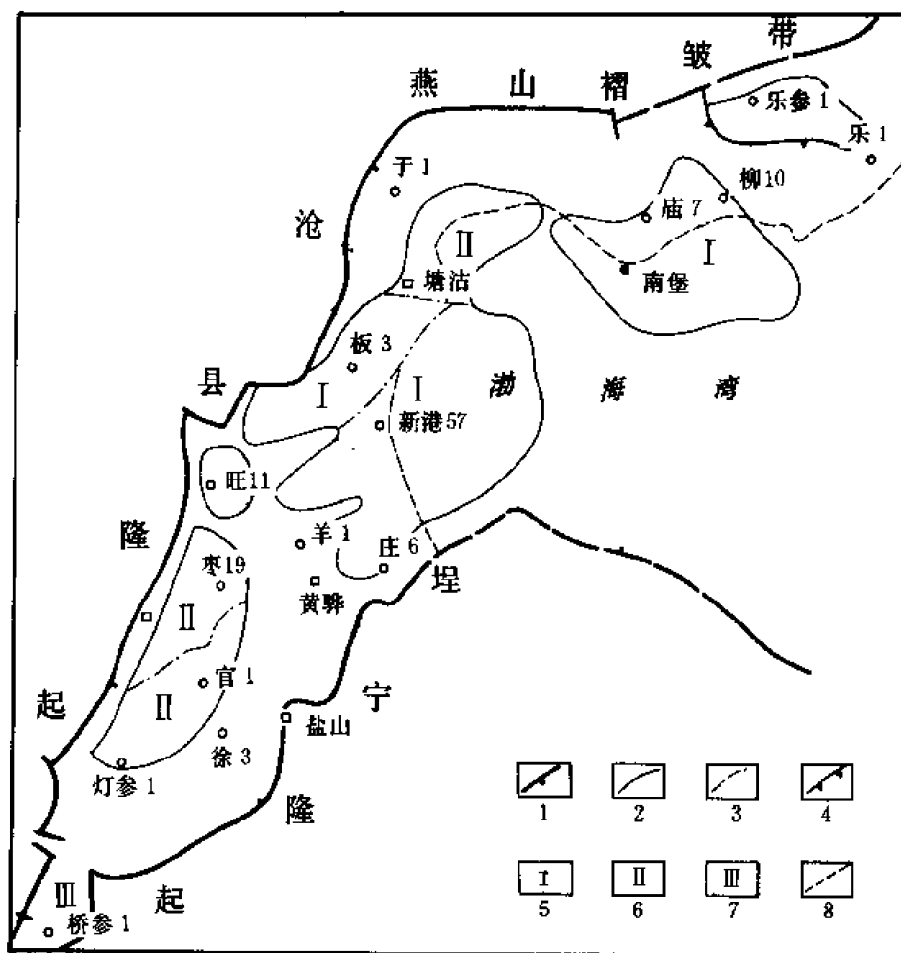 燕山褶皱带
乐参1
乐1
于1
柳10
庙7
沧县隆起
Ⅱ
Ⅰ
塘沽
南堡
板3
Ⅰ
Ⅰ
渤海湾
新港57
旺11
羊1
庄6
枣19
黄骅
埕宁隆起
Ⅱ
官1
Ⅱ
盐山
徐3
灯参1
1 2 3 4
Ⅰ Ⅱ Ⅲ
5 6 7 8
Ⅲ
桥参1